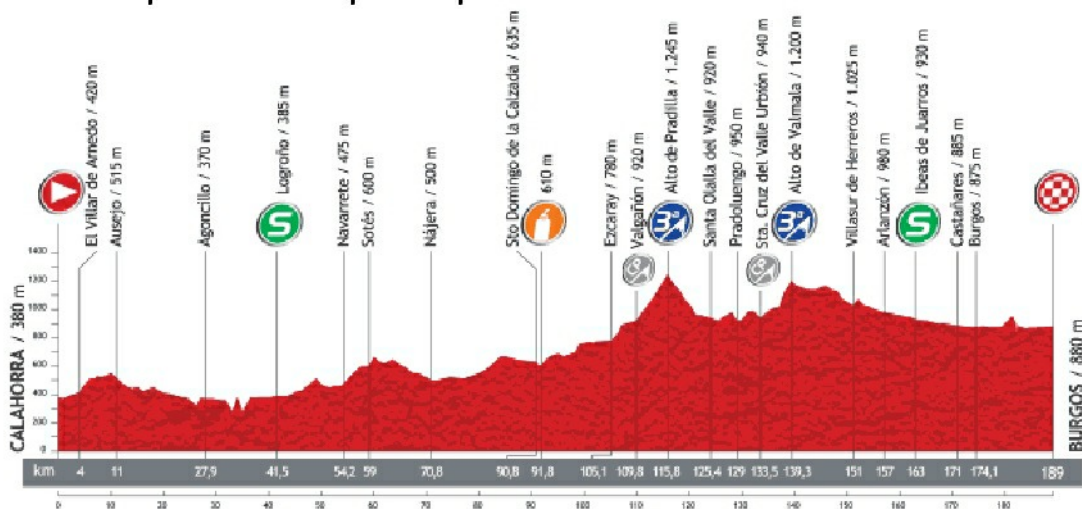 El Villar de Arnedo / 420 m
Ausejo / 515 m
Agoncillo / 370 m
Logroño / 385 m
S
Navarrete / 475 m
Sotés / 600 m
Nájera / 500 m
Sto Domingo de la Calzada / 635 m
610 m
Ezcaray / 780 m
Valgañón / 920 m
Alto de Pradilla / 1.245 m
3ª
Santa Olalla del Valle / 920 m
Pradoluengo / 950 m
Sta. Cruz del Valle Urbión / 940 m
Alto de Valmala / 1.200 m
3ª
Villasur de Herreros / 1.025 m
Arlanzón / 980 m
Ibeas de Juarros / 930 m
S
Castañares / 885 m
Burgos / 875 m
CALAHORRA / 380 m
BURGOS / 880 m
1400
1200
1000
800
600
400
200
0
km 4 11 27,9 41,5 54,2 59 70,8 90,8 91,8 105,1 109,8 115,8 125,4 129 133,5 139,3 151 157 163 171 174,1 189
0 10 20 30 40 50 60 70 80 90 100 110 120 130 140 150 160 170 180